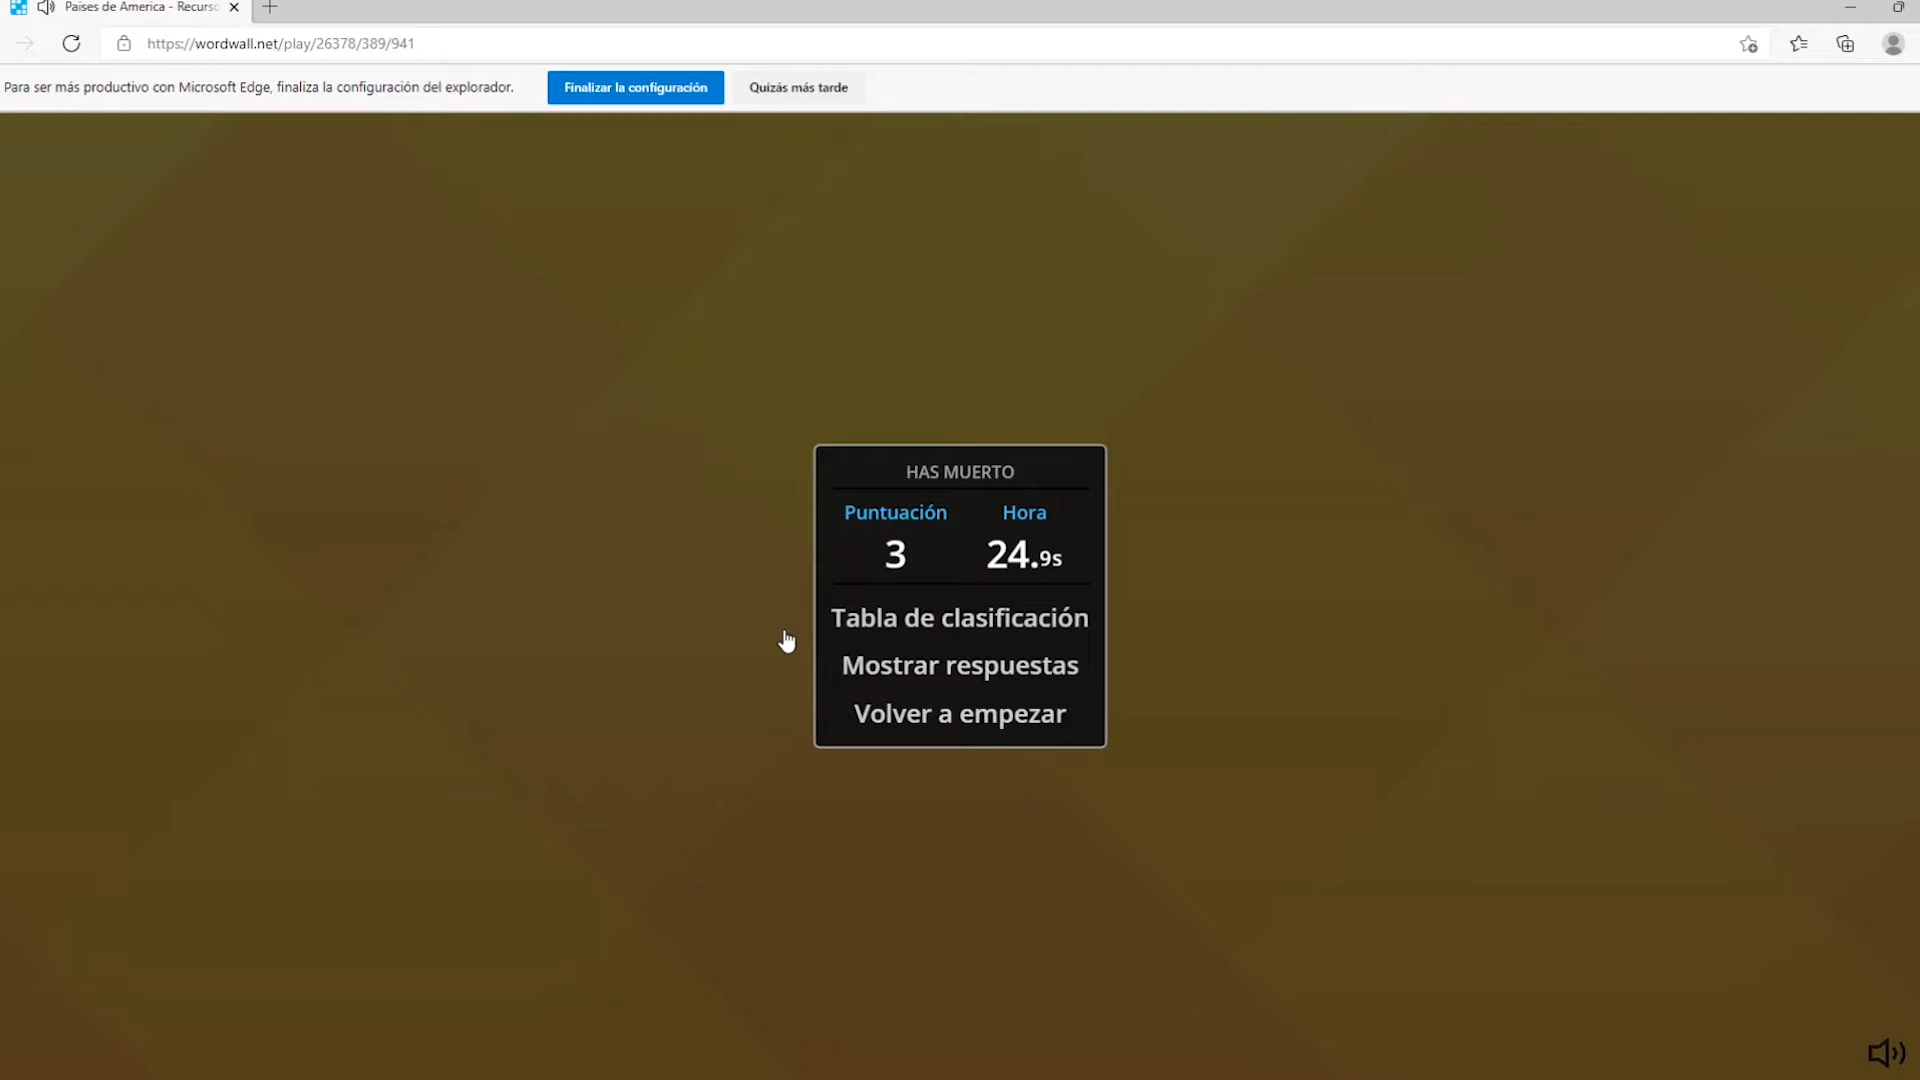 Paises de America - Recurso
https://wordwall.net/play/26378/389/941
Para ser más productivo con Microsoft Edge, finaliza la configuración del explorador.
Finalizar la configuración
Quizás más tarde
HAS MUERTO
Puntuación Hora
3 24.9s
Tabla de clasificación
Mostrar respuestas
Volver a empezar